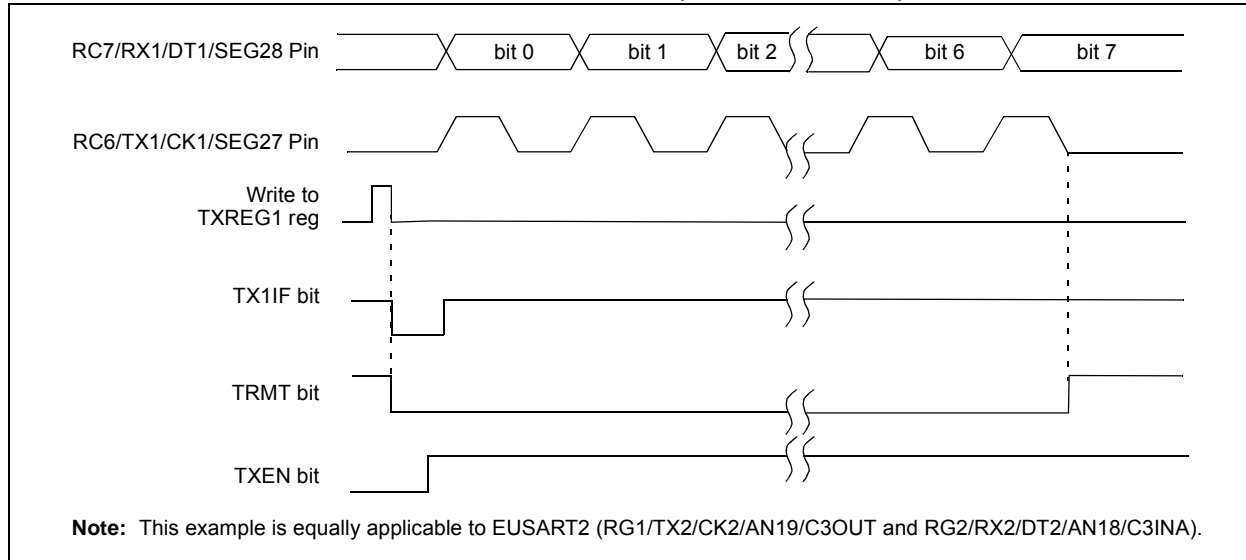 RC7/RX1/DT1/SEG28 Pin
bit 0
bit 1
bit 2
bit 6
bit 7
RC6/TX1/CK1/SEG27 Pin
Write to
TXREG1 reg
TX1IF bit
TRMT bit
TXEN bit
Note: This example is equally applicable to EUSART2 (RG1/TX2/CK2/AN19/C3OUT and RG2/RX2/DT2/AN18/C3INA).